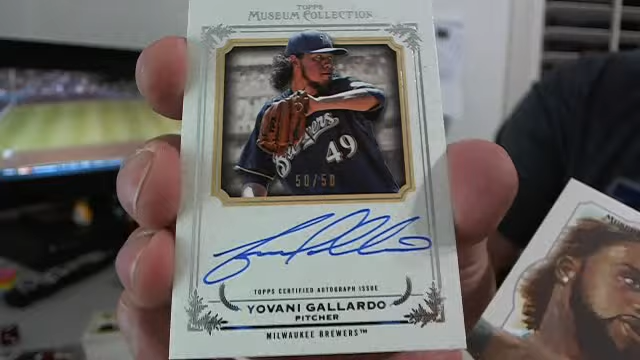 TOPPS
MUSEUM COLLECTION
Brewers
49
50/50
TOPPS CERTIFIED AUTOGRAPH ISSUE
YOVANI GALLARDO
PITCHER
MILWAUKEE BREWERS™